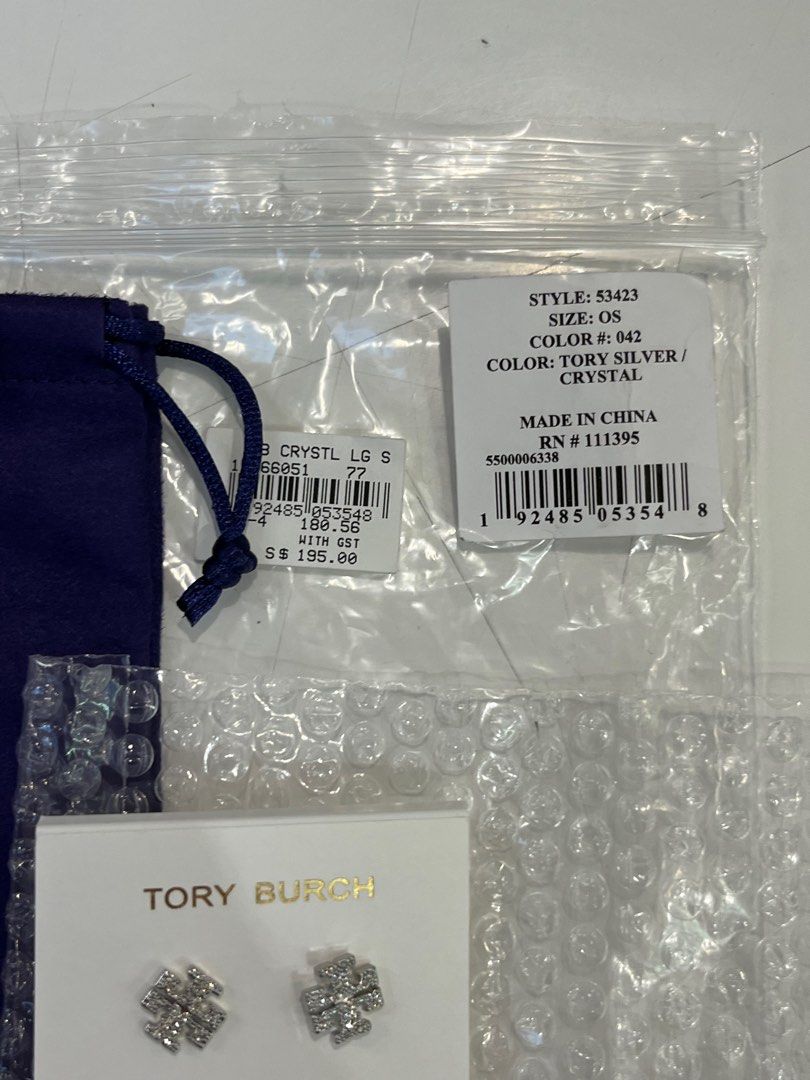 STYLE: 53423
SIZE: OS
COLOR #: 042
COLOR: TORY SILVER /
CRYSTAL
MADE IN CHINA
RN # 111395
5500006338
1 92485 05354 8
CRYSTL LG S
66051 77
92485 053548
-4 180.56
WITH GST
S$ 195.00
TORY BURCH